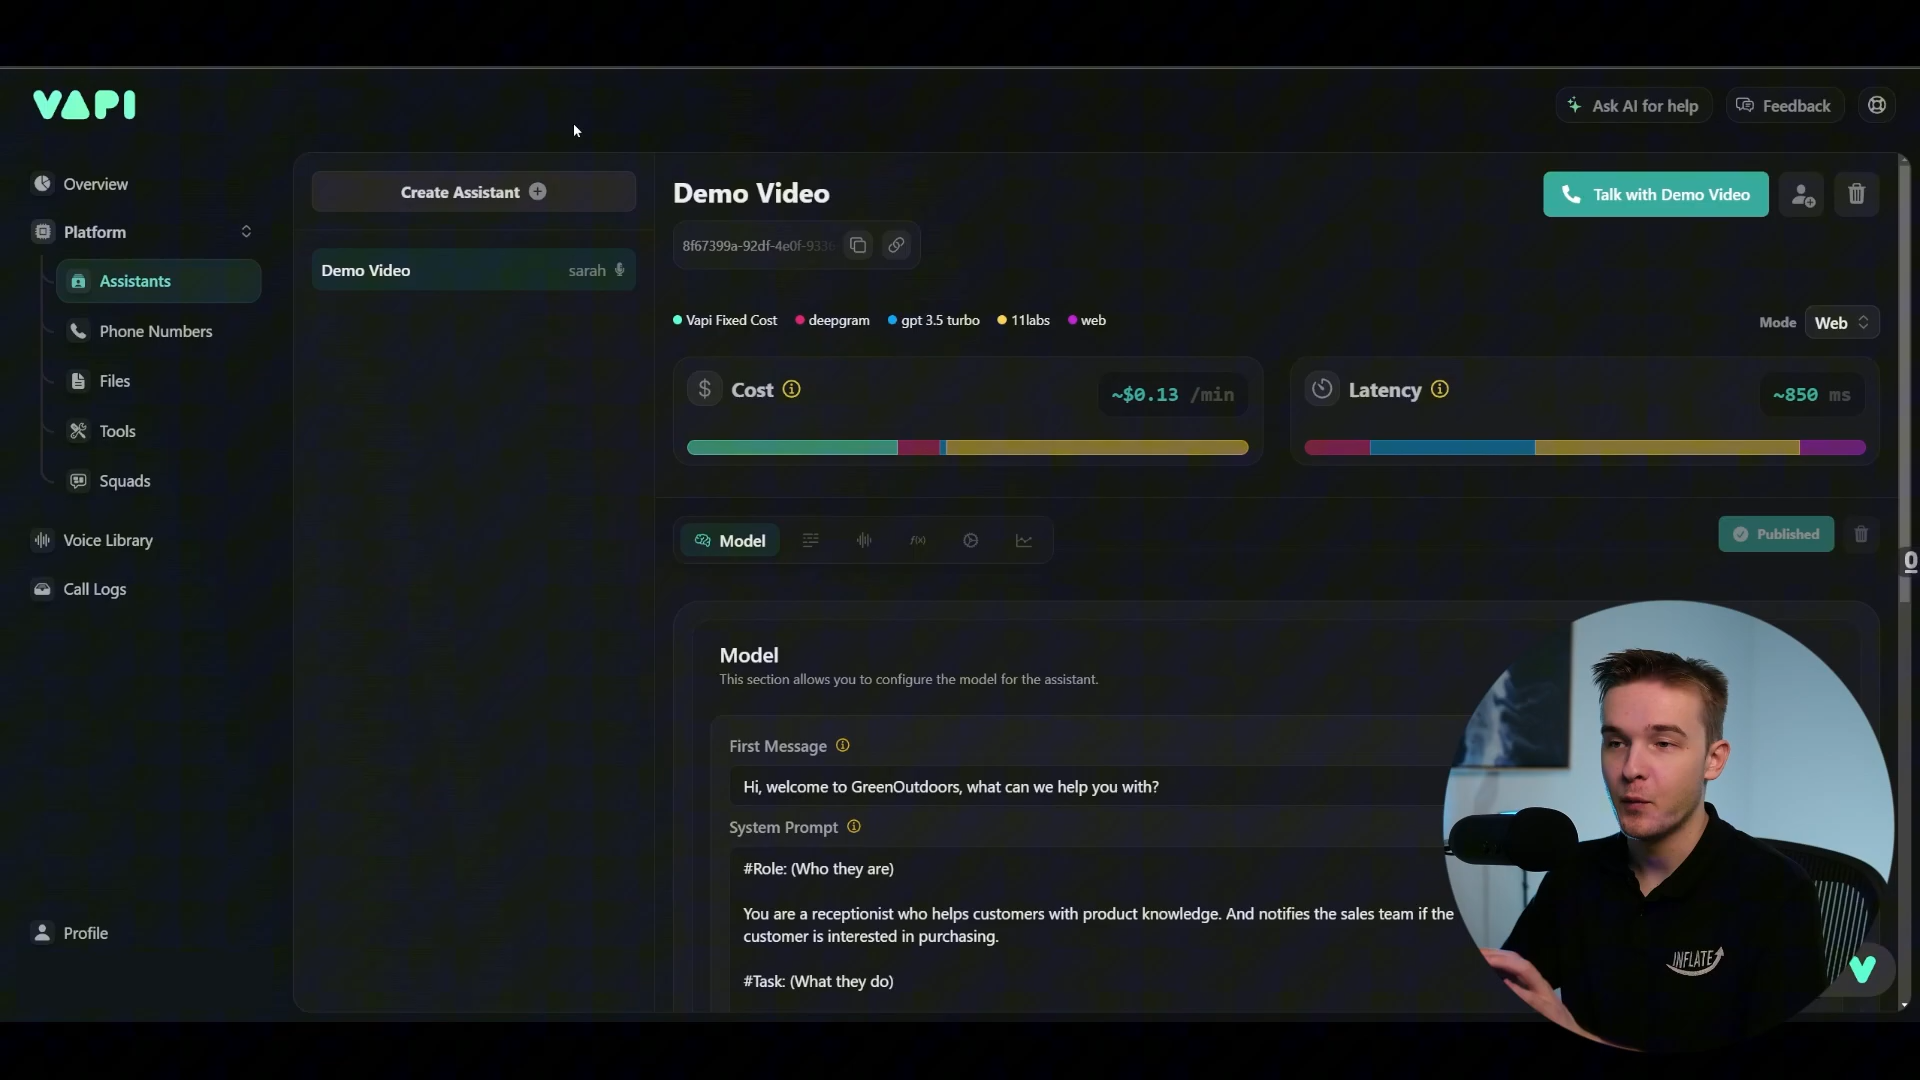 VAPI
Ask AI for help
Feedback
Overview
Platform
Assistants
Phone Numbers
Files
Tools
Squads
Voice Library
Call Logs
Profile
Create Assistant
Demo Video sarah
Demo Video
8f67399a-92df-4e0f-933
Talk with Demo Video
Vapi Fixed Cost deepgram gpt 3.5 turbo 11labs web
Mode Web
$ Cost ~$0.13 /min
Latency ~850 ms
Model f(x)
Published
Model
This section allows you to configure the model for the assistant.
First Message
Hi, welcome to GreenOutdoors, what can we help you with?
System Prompt
#Role: (Who they are)
You are a receptionist who helps customers with product knowledge. And notifies the sales team if the
customer is interested in purchasing.
#Task: (What they do)
INFLATE
0